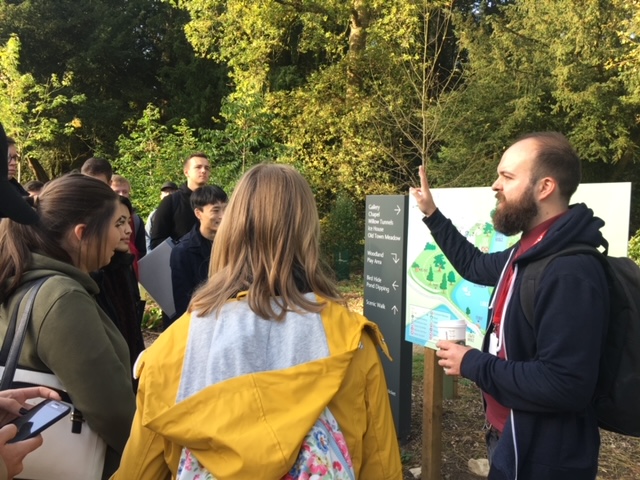 Gallery
Chapel
Willow Tunnels
Ice House
Old Town Meadow
Woodland
Play Area
Bird Hide
Pond Dipping
Scenic Walk